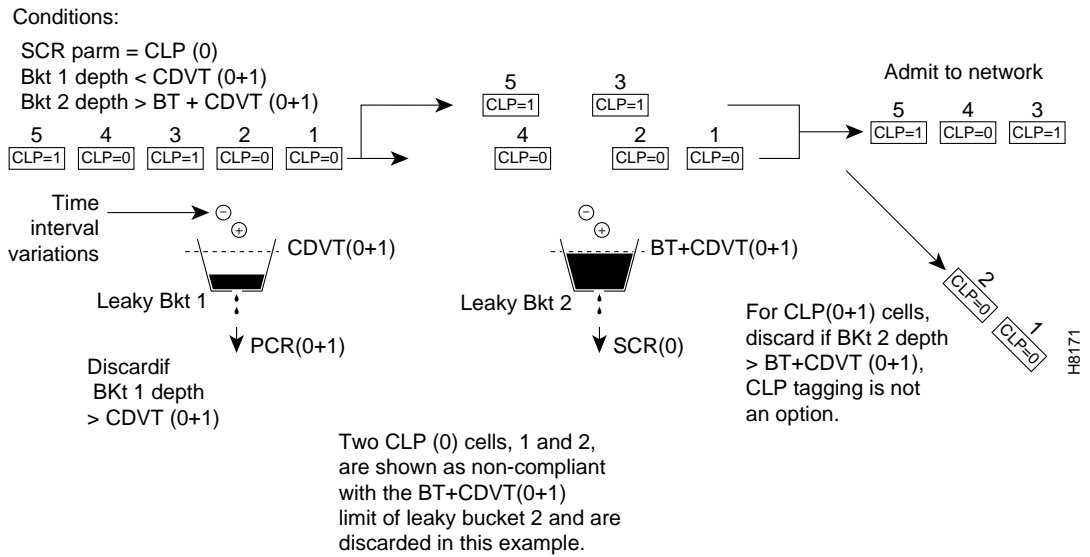 Conditions:
SCR parm = CLP (0)
Bkt 1 depth < CDVT (0+1)
Bkt 2 depth > BT + CDVT (0+1)
5 4 3 2 1
CLP=1 CLP=0 CLP=1 CLP=0 CLP=0
5 3
CLP=1 CLP=1
4 2 1
CLP=0 CLP=0 CLP=0
Admit to network
5 4 3
CLP=1 CLP=0 CLP=1
Time
interval
variations
− +
CDVT(0+1)
Leaky Bkt 1
PCR(0+1)
Discardif
BKt 1 depth
> CDVT (0+1)
− +
BT+CDVT(0+1)
Leaky Bkt 2
SCR(0)
For CLP(0+1) cells,
discard if BKt 2 depth
> BT+CDVT (0+1),
CLP tagging is not
an option.
2
CLP=0
1
CLP=0
H8171
Two CLP (0) cells, 1 and 2,
are shown as non-compliant
with the BT+CDVT(0+1)
limit of leaky bucket 2 and are
discarded in this example.